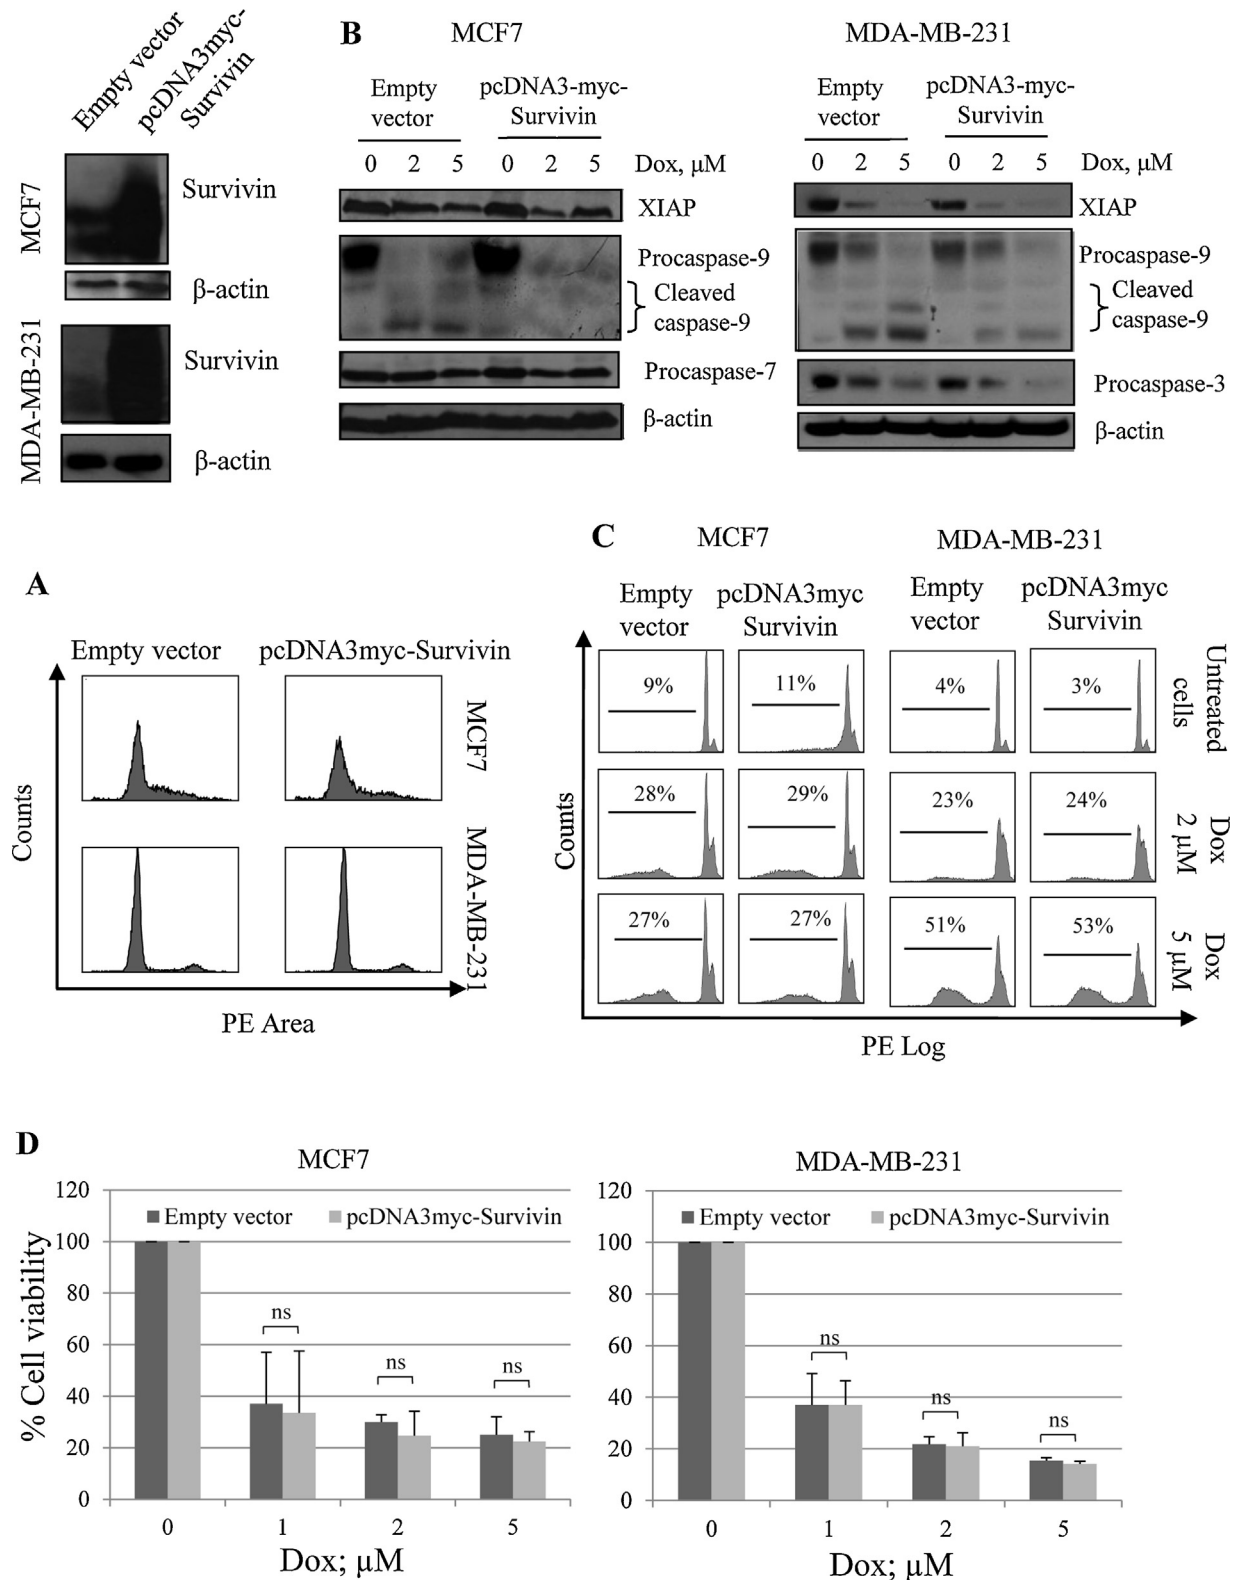 Empty vector
pcDNA3myc-
Survivin
MCF7
Survivin
β-actin
MDA-MB-231
Survivin
β-actin
B
MCF7
MDA-MB-231
Empty
vector
pcDNA3-myc-
Survivin
Empty
vector
pcDNA3-myc-
Survivin
0 2 5 0 2 5 Dox, μM
0 2 5 0 2 5 Dox, μM
XIAP
Procaspase-9
Cleaved
caspase-9
Procaspase-7
β-actin
XIAP
Procaspase-9
Cleaved
caspase-9
Procaspase-3
β-actin
A
Empty vector
pcDNA3myc-Survivin
MCF7
MDA-MB-231
Counts
PE Area
C
MCF7
MDA-MB-231
Empty
vector
pcDNA3myc
Survivin
Empty
vector
pcDNA3myc
Survivin
9% 11% 4% 3%
Untreated
cells
28% 29% 23% 24%
Dox
2 μM
27% 27% 51% 53%
Dox
5 μM
Counts
PE Log
D
MCF7
% Cell viability
120
100
80
60
40
20
0
Empty vector
pcDNA3myc-Survivin
ns
ns
ns
0 1 2 5
Dox; μM
MDA-MB-231
120
100
80
60
40
20
0
Empty vector
pcDNA3myc-Survivin
ns
ns
ns
0 1 2 5
Dox; μM